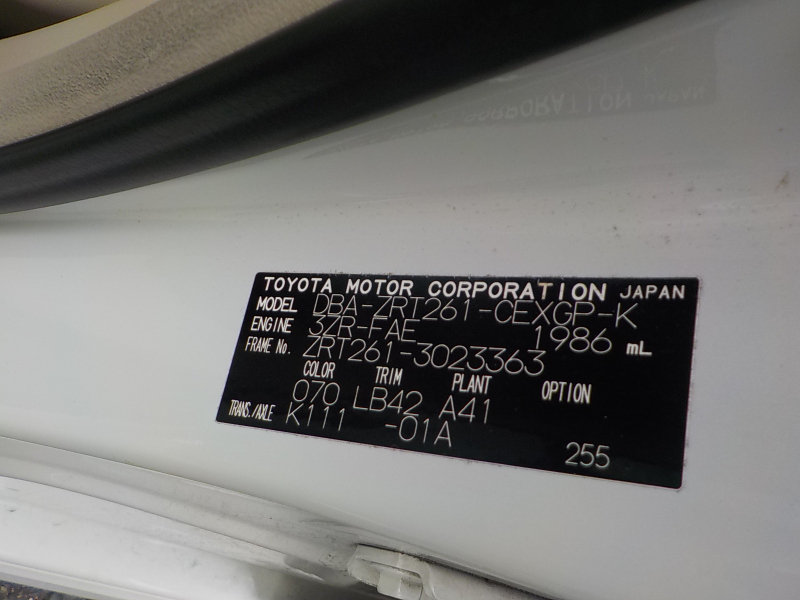 TOYOTA MOTOR CORPORATION JAPAN
MODEL DBA-ZRT261-CEXGP-K
ENGINE 3ZR-FAE 1986 mL
FRAME No. ZRT261-3023363
COLOR TRIM PLANT OPTION
070 LB42 A41
TRANS./AXLE K111 -01A
255